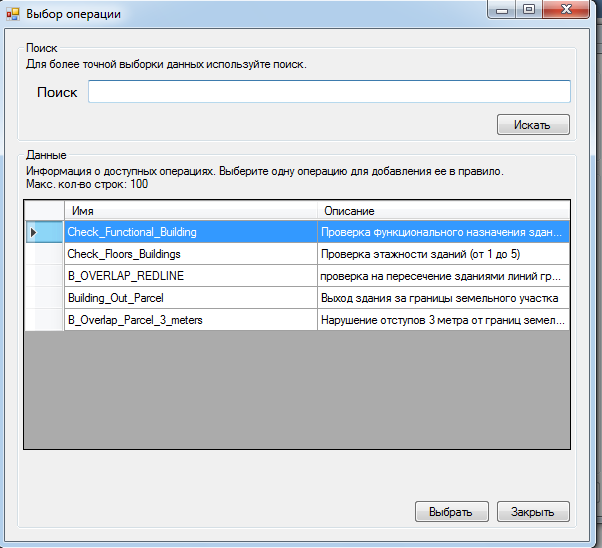 Выбор операции
Поиск
Для более точной выборки данных используйте поиск.
Поиск
Искать
Данные
Информация о доступных операциях. Выберите одну операцию для добавления ее в правило.
Макс. кол-во строк: 100
Имя Описание
Check_Functional_Building Проверка функционального назначения здан...
Check_Floors_Buildings Проверка этажности зданий (от 1 до 5)
B_OVERLAP_REDLINE проверка на пересечение зданиями линий гр...
Building_Out_Parcel Выход здания за границы земельного участка
B_Overlap_Parcel_3_meters Нарушение отступов 3 метра от границ земел...
Выбрать Закрыть